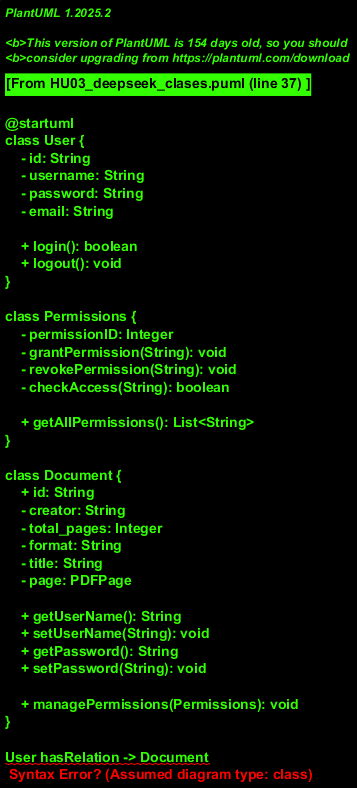 PlantUML 1.2025.2
<b>This version of PlantUML is 154 days old, so you should
<b>consider upgrading from https://plantuml.com/download
[From HU03_deepseek_clases.puml (line 37) ]
@startuml
class User {
- id: String
- username: String
- password: String
- email: String
+ login(): boolean
+ logout(): void
}
class Permissions {
- permissionID: Integer
- grantPermission(String): void
- revokePermission(String): void
- checkAccess(String): boolean
+ getAllPermissions(): List<String>
}
class Document {
+ id: String
- creator: String
- total_pages: Integer
- format: String
- title: String
- page: PDFPage
+ getUserName(): String
+ setUserName(String): void
+ getPassword(): String
+ setPassword(String): void
+ managePermissions(Permissions): void
}
User hasRelation -> Document
Syntax Error? (Assumed diagram type: class)